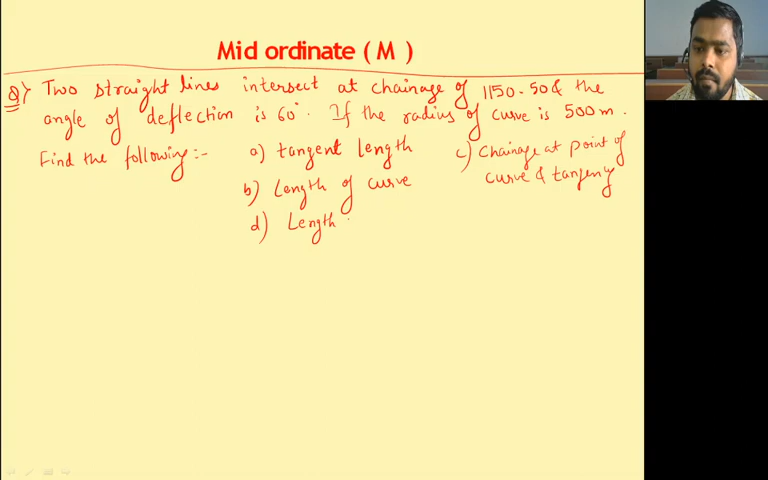 Mid ordinate ( M )
Q) Two straight lines intersect at chainage of 1150.50 & the
angle of deflection is 60°. If the radius of curve is 500 m.
Find the following :- a) tangent length c) chainage at point of
b) Length of curve curve & tangeny
d) Length